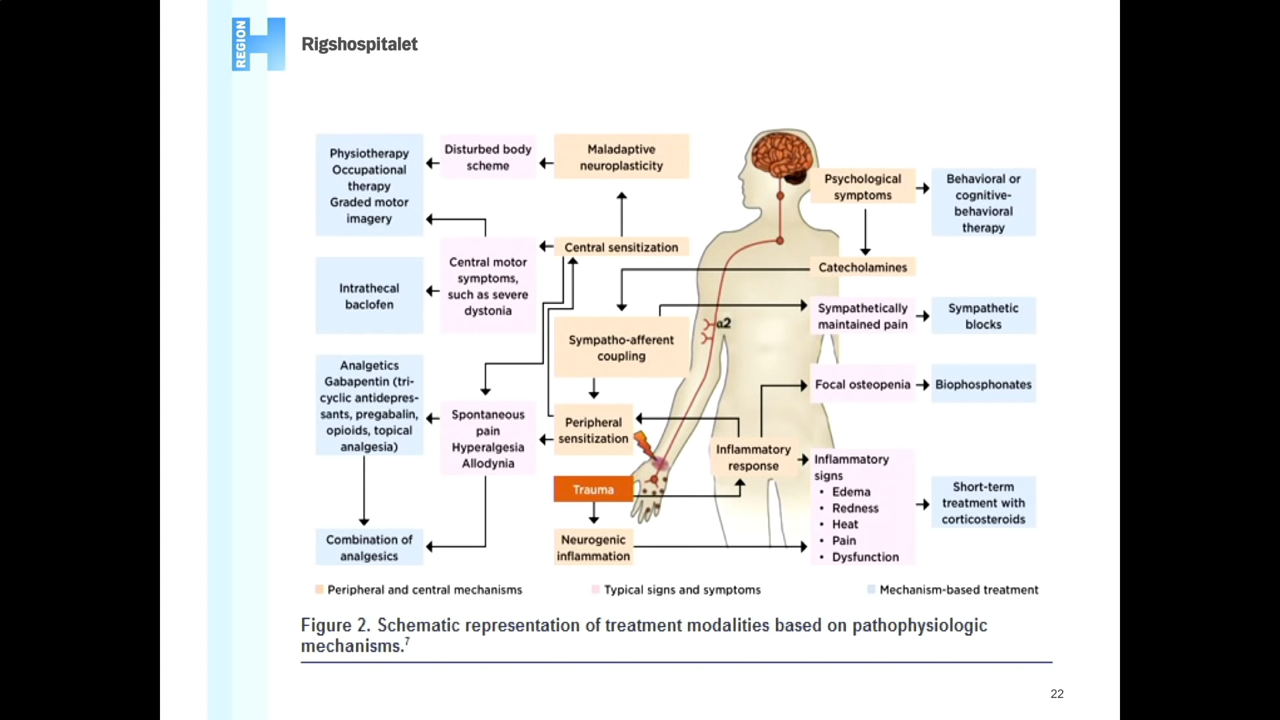 REGION
Rigshospitalet
Physiotherapy
Occupational
therapy
Graded motor
imagery
Disturbed body
scheme
Maladaptive
neuroplasticity
Psychological
symptoms
Behavioral or
cognitive-
behavioral
therapy
Central sensitization
Catecholamines
Intrathecal
baclofen
Central motor
symptoms,
such as severe
dystonia
Sympatho-afferent
coupling
α2
Sympathetically
maintained pain
Sympathetic
blocks
Analgetics
Gabapentin (tri-
cyclic antidepres-
sants, pregabalin,
opioids, topical
analgesia)
Spontaneous
pain
Hyperalgesia
Allodynia
Peripheral
sensitization
Focal osteopenia
Biophosphonates
Inflammatory
response
Trauma
Inflammatory
signs
• Edema
• Redness
• Heat
• Pain
• Dysfunction
Short-term
treatment with
corticosteroids
Combination of
analgesics
Neurogenic
inflammation
Peripheral and central mechanisms
Typical signs and symptoms
Mechanism-based treatment
Figure 2. Schematic representation of treatment modalities based on pathophysiologic
mechanisms.7
22